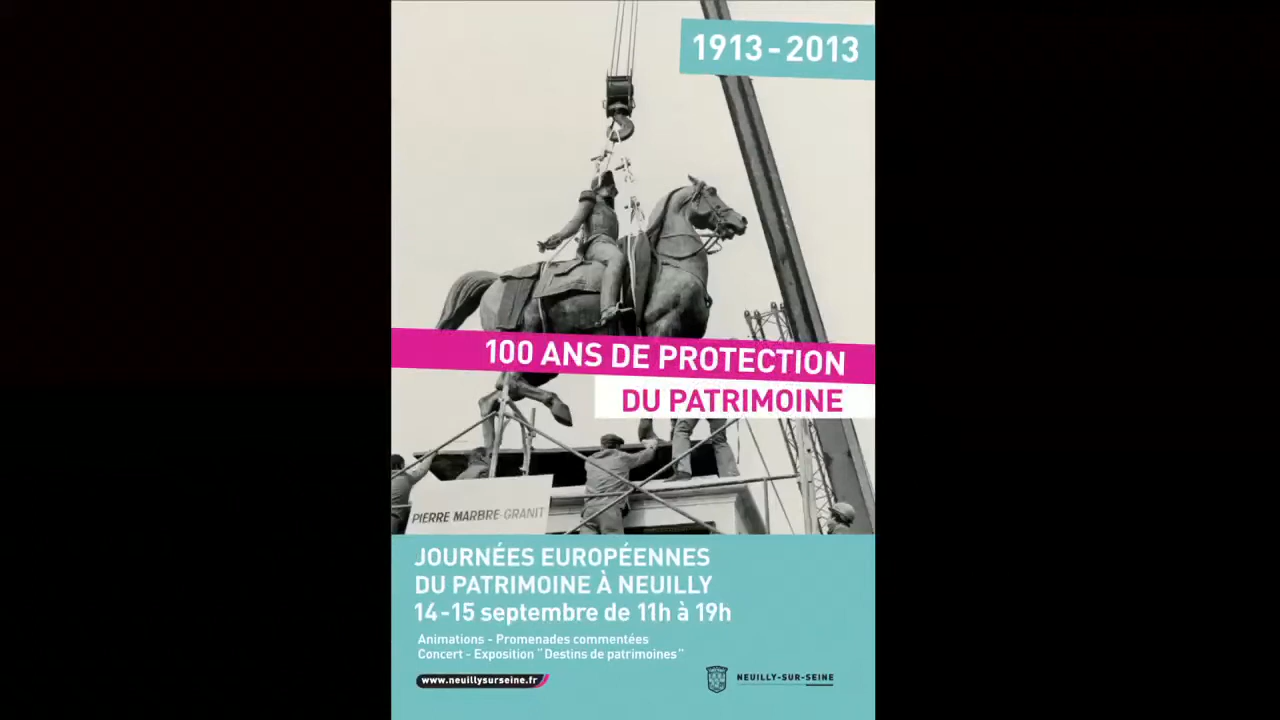 1913-2013
100 ANS DE PROTECTION
DU PATRIMOINE
PIERRE MARBRE-GRANIT
JOURNÉES EUROPÉENNES
DU PATRIMOINE À NEUILLY
14-15 septembre de 11h à 19h
Animations - Promenades commentées
Concert - Exposition "Destins de patrimoines"
www.neuillysurseine.fr
NEUILLY-SUR-SEINE